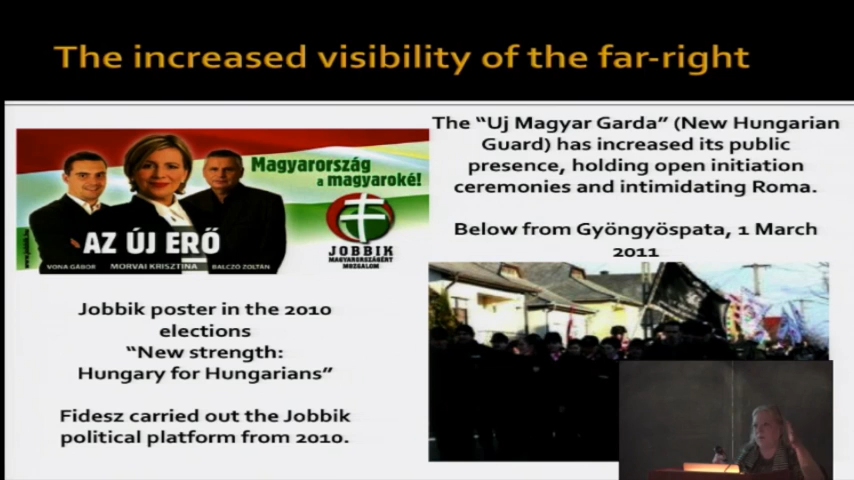 The increased visibility of the far-right
Magyarország
a magyaroké!
AZ ÚJ ERŐ
VONA GÁBOR MORVAI KRISZTINA BALCZÓ ZOLTÁN
JOBBIK
MAGYARORSZÁGÉRT
MOZGALOM
www.jobbik.hu
Jobbik poster in the 2010
elections
“New strength:
Hungary for Hungarians”
Fidesz carried out the Jobbik
political platform from 2010.
The “Uj Magyar Garda” (New Hungarian
Guard) has increased its public
presence, holding open initiation
ceremonies and intimidating Roma.
Below from Gyöngyöspata, 1 March
2011